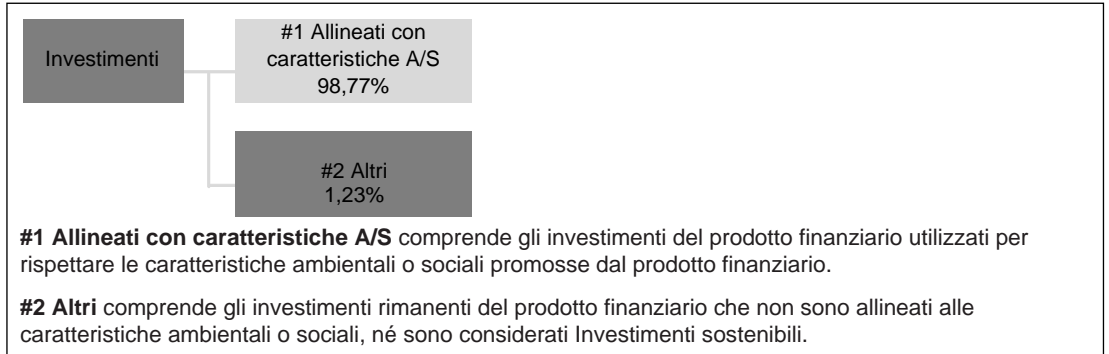 Investimenti
#1 Allineati con
caratteristiche A/S
98,77%
#2 Altri
1,23%
#1 Allineati con caratteristiche A/S comprende gli investimenti del prodotto finanziario utilizzati per
rispettare le caratteristiche ambientali o sociali promosse dal prodotto finanziario.
#2 Altri comprende gli investimenti rimanenti del prodotto finanziario che non sono allineati alle
caratteristiche ambientali o sociali, né sono considerati Investimenti sostenibili.